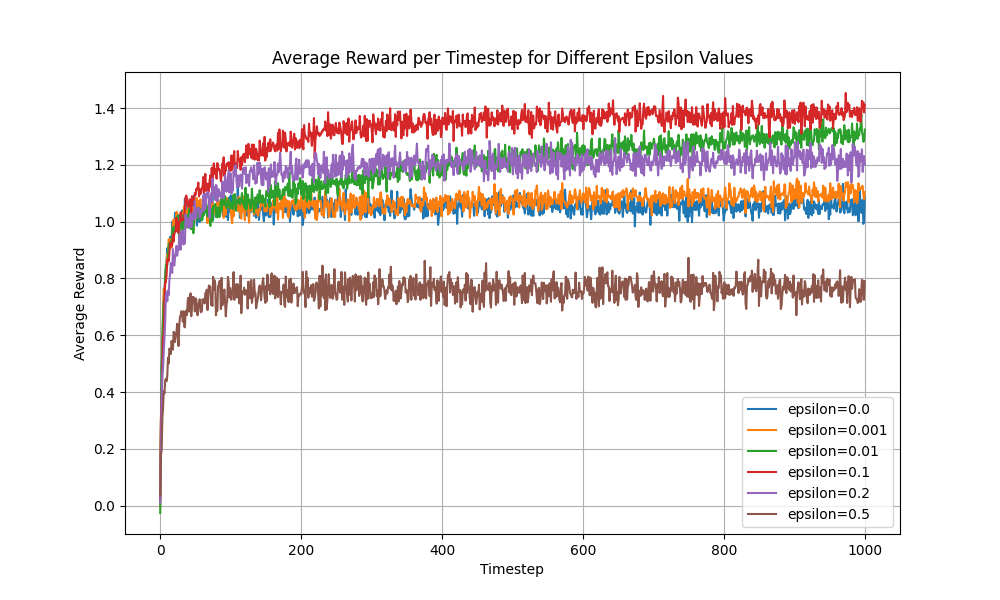 Average Reward per Timestep for Different Epsilon Values
Average Reward
1.4
1.2
1.0
0.8
0.6
0.4
0.2
0.0
0
200
400
600
800
1000
Timestep
epsilon=0.0
epsilon=0.001
epsilon=0.01
epsilon=0.1
epsilon=0.2
epsilon=0.5